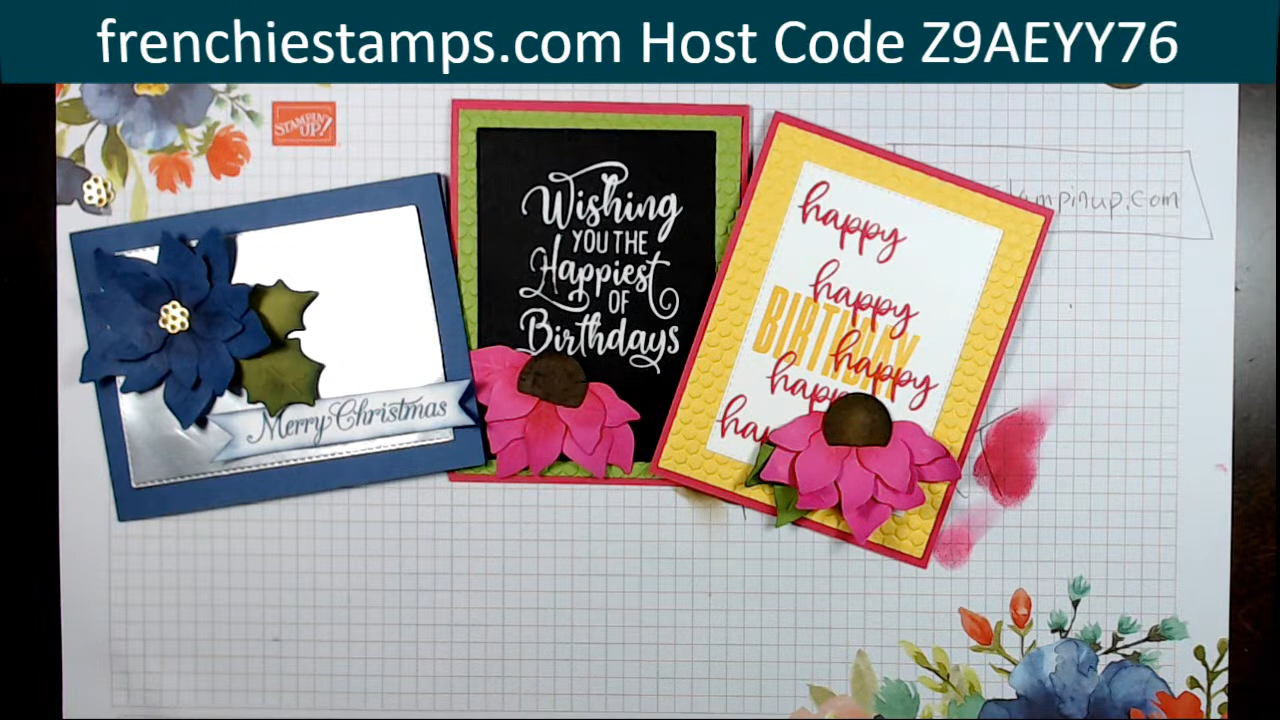 frenchiestamps.com Host Code Z9AEYY76
STAMPIN'
UP!
Merry Christmas
Wishing
YOU THE
Happiest
OF
Birthdays
happy
happy
BIRTHDAY
happy
happy
stampinup.com